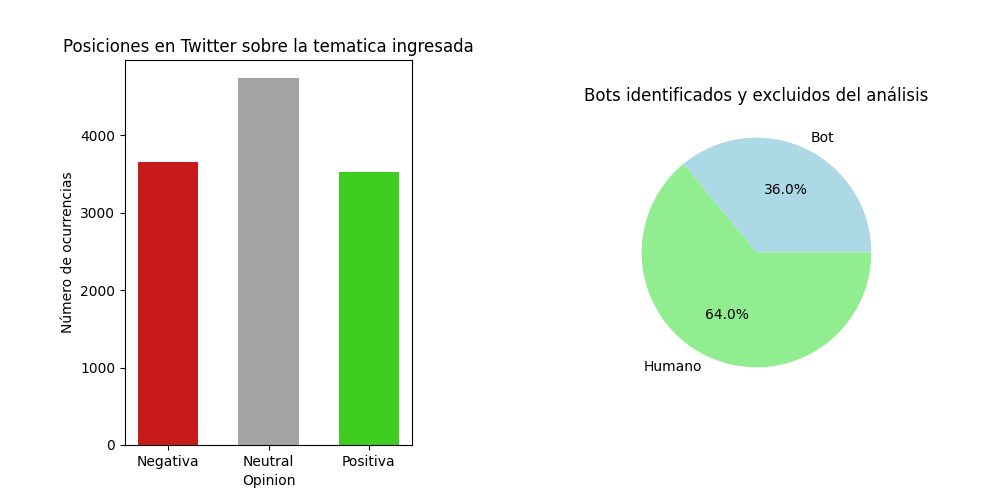 Posiciones en Twitter sobre la tematica ingresada
Número de ocurrencias
4000
3000
2000
1000
0
Negativa
Neutral
Positiva
Opinion
Bots identificados y excluidos del análisis
Bot
36.0%
64.0%
Humano